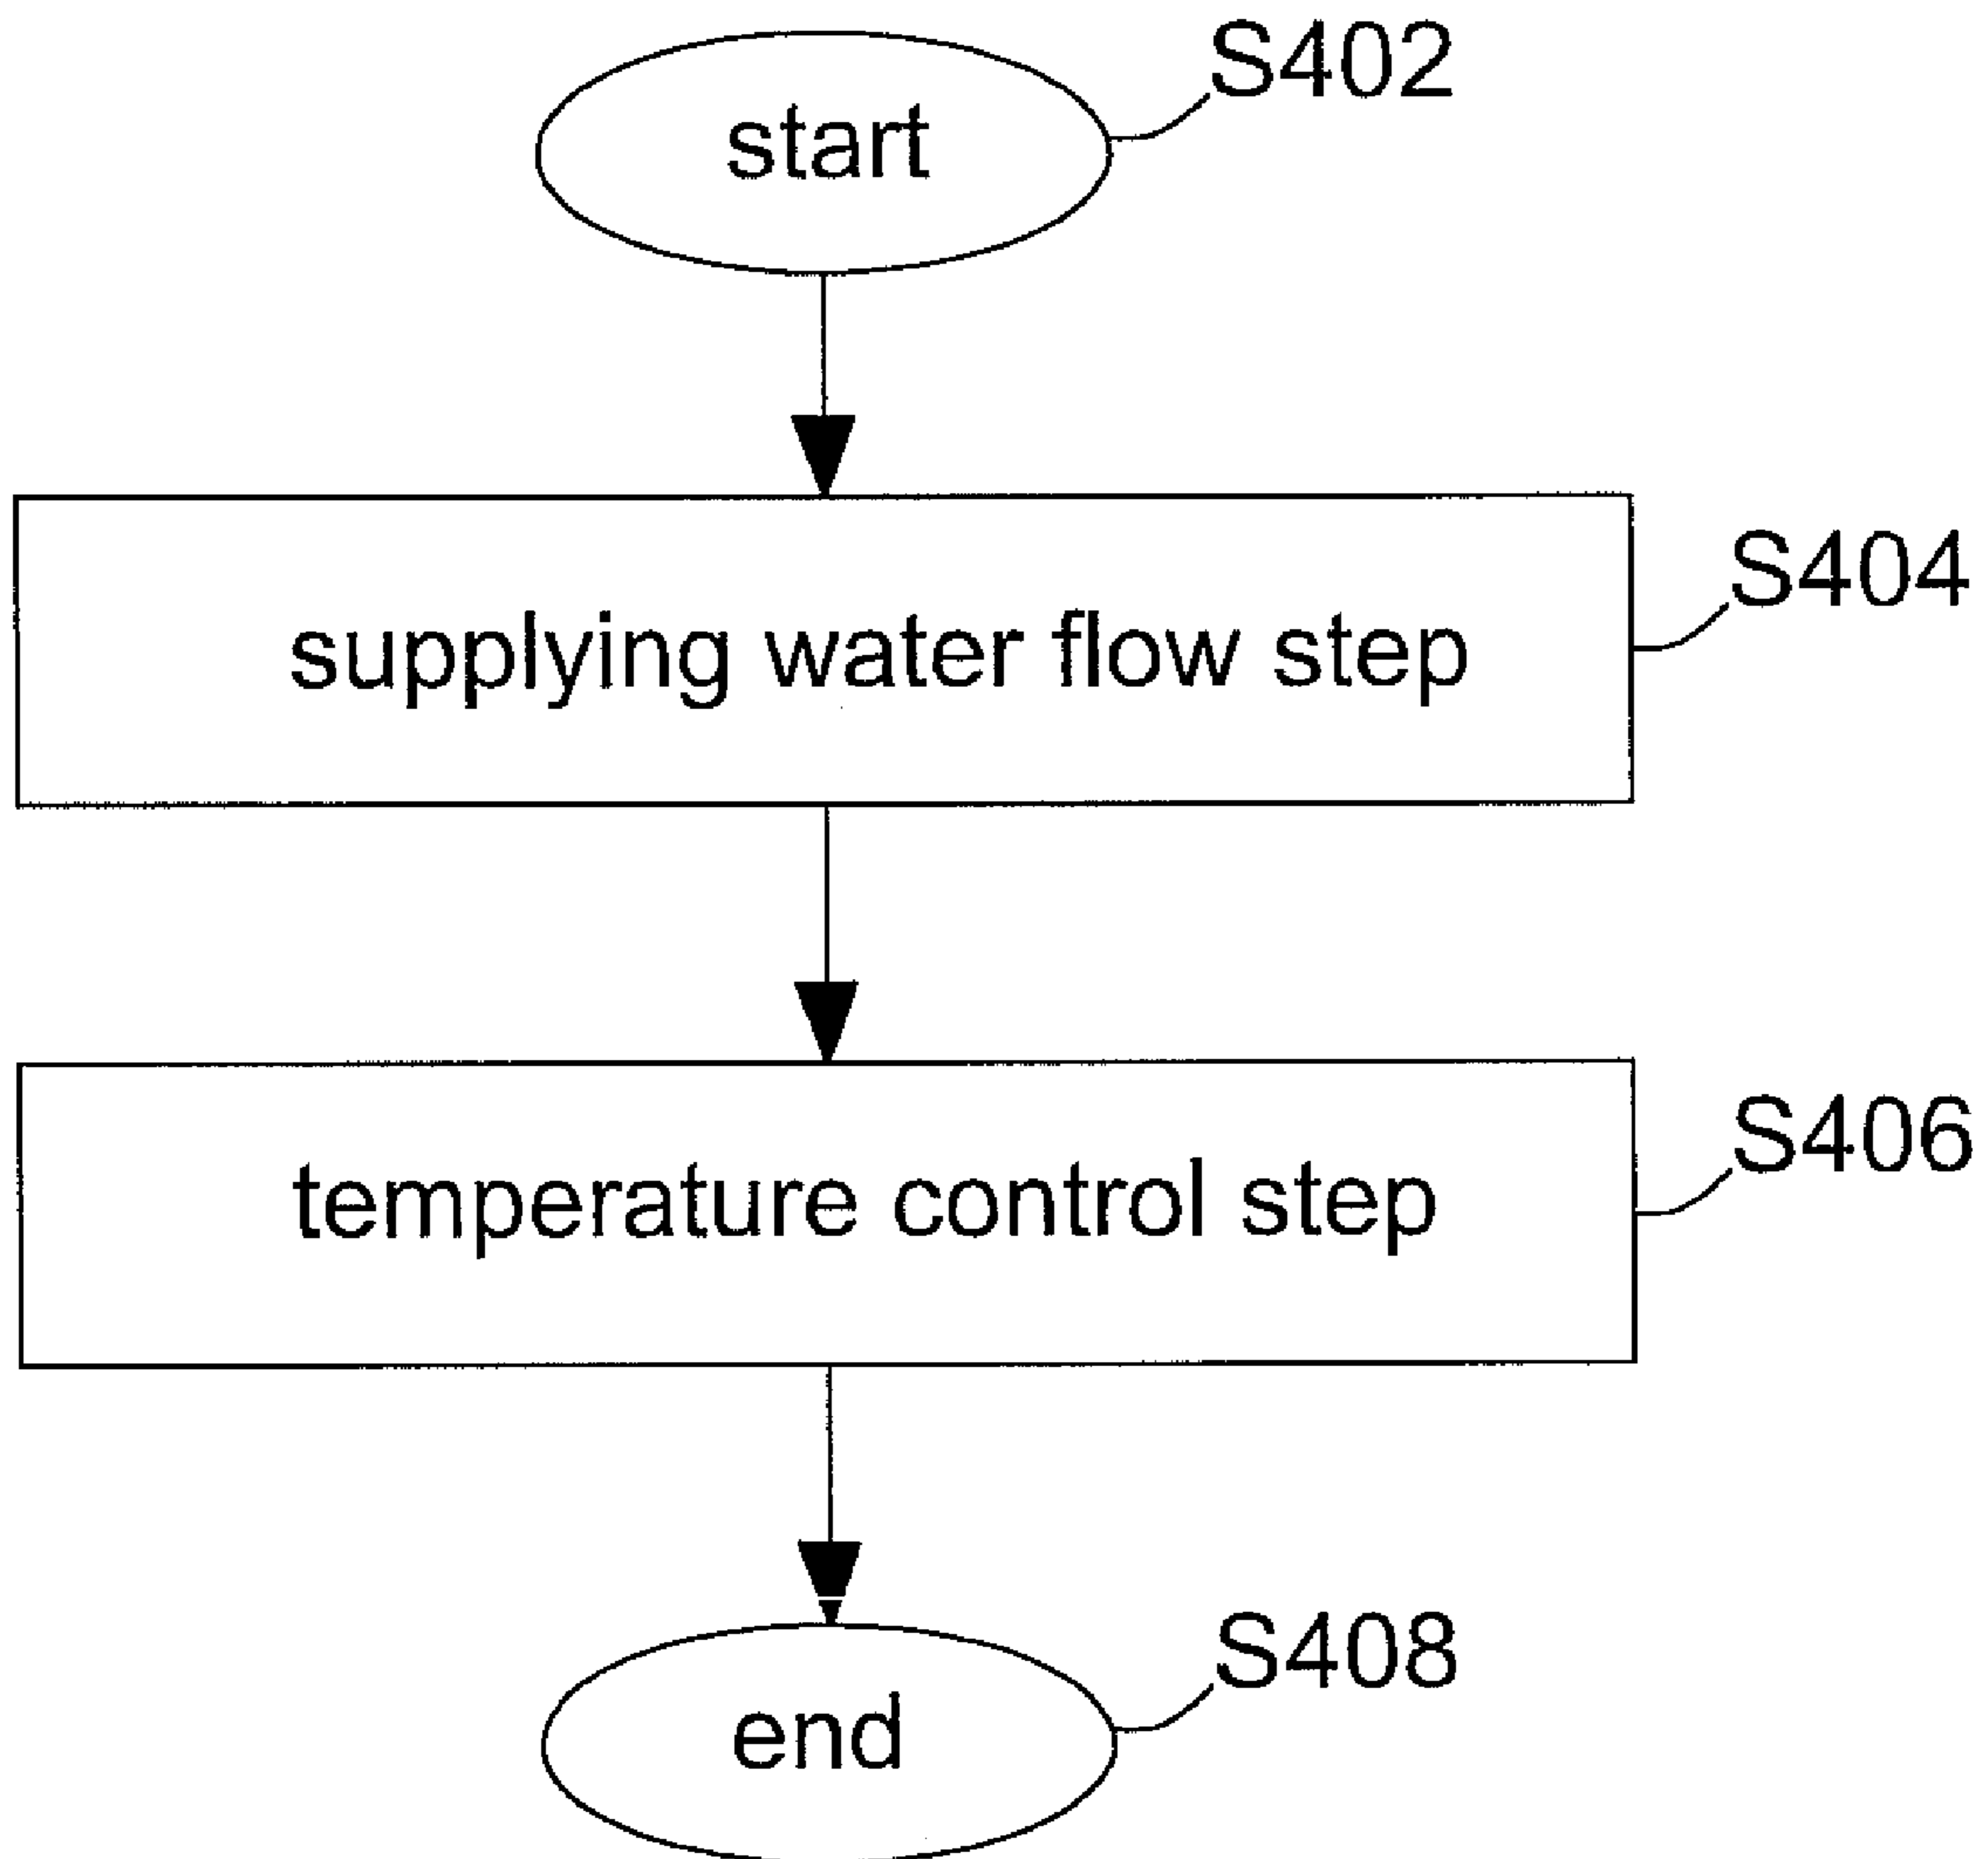 S402
start
S404
supplying water flow step
S406
temperature control step
S408
end